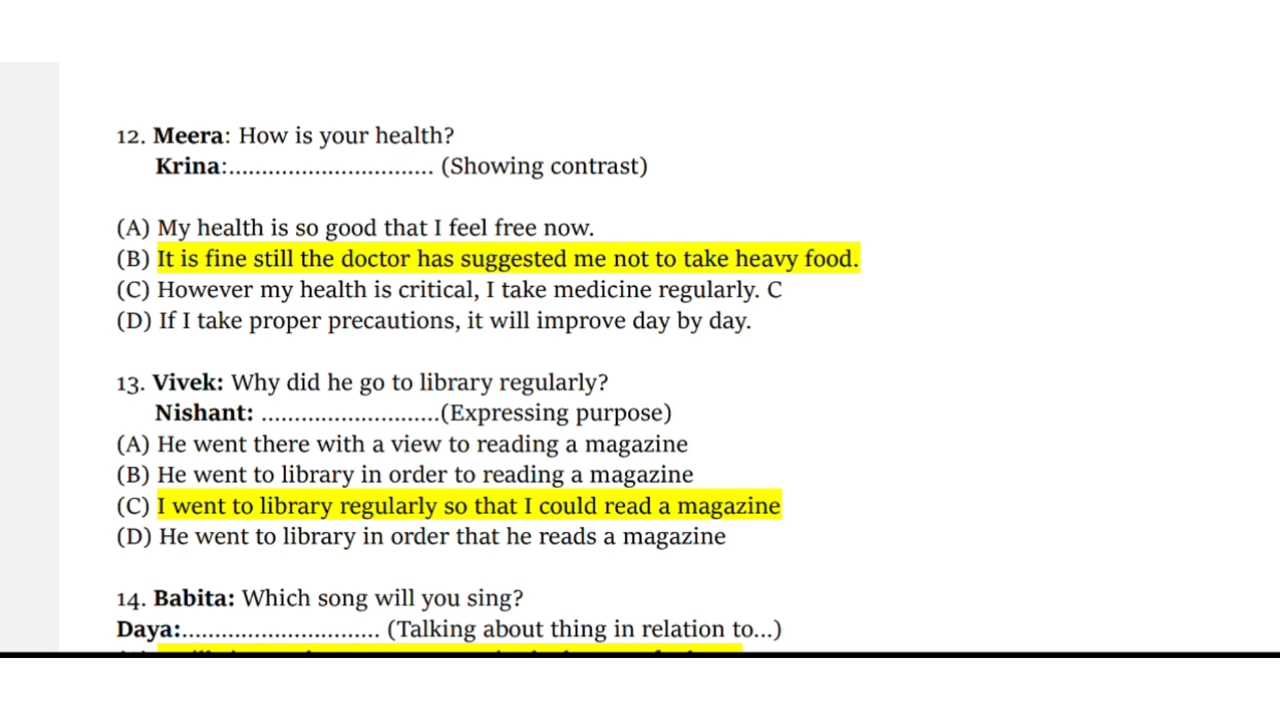 12. Meera: How is your health?
Krina:............................... (Showing contrast)
(A) My health is so good that I feel free now.
(B) It is fine still the doctor has suggested me not to take heavy food.
(C) However my health is critical, I take medicine regularly. C
(D) If I take proper precautions, it will improve day by day.
13. Vivek: Why did he go to library regularly?
Nishant: ...........................(Expressing purpose)
(A) He went there with a view to reading a magazine
(B) He went to library in order to reading a magazine
(C) I went to library regularly so that I could read a magazine
(D) He went to library in order that he reads a magazine
14. Babita: Which song will you sing?
Daya:.............................. (Talking about thing in relation to...)